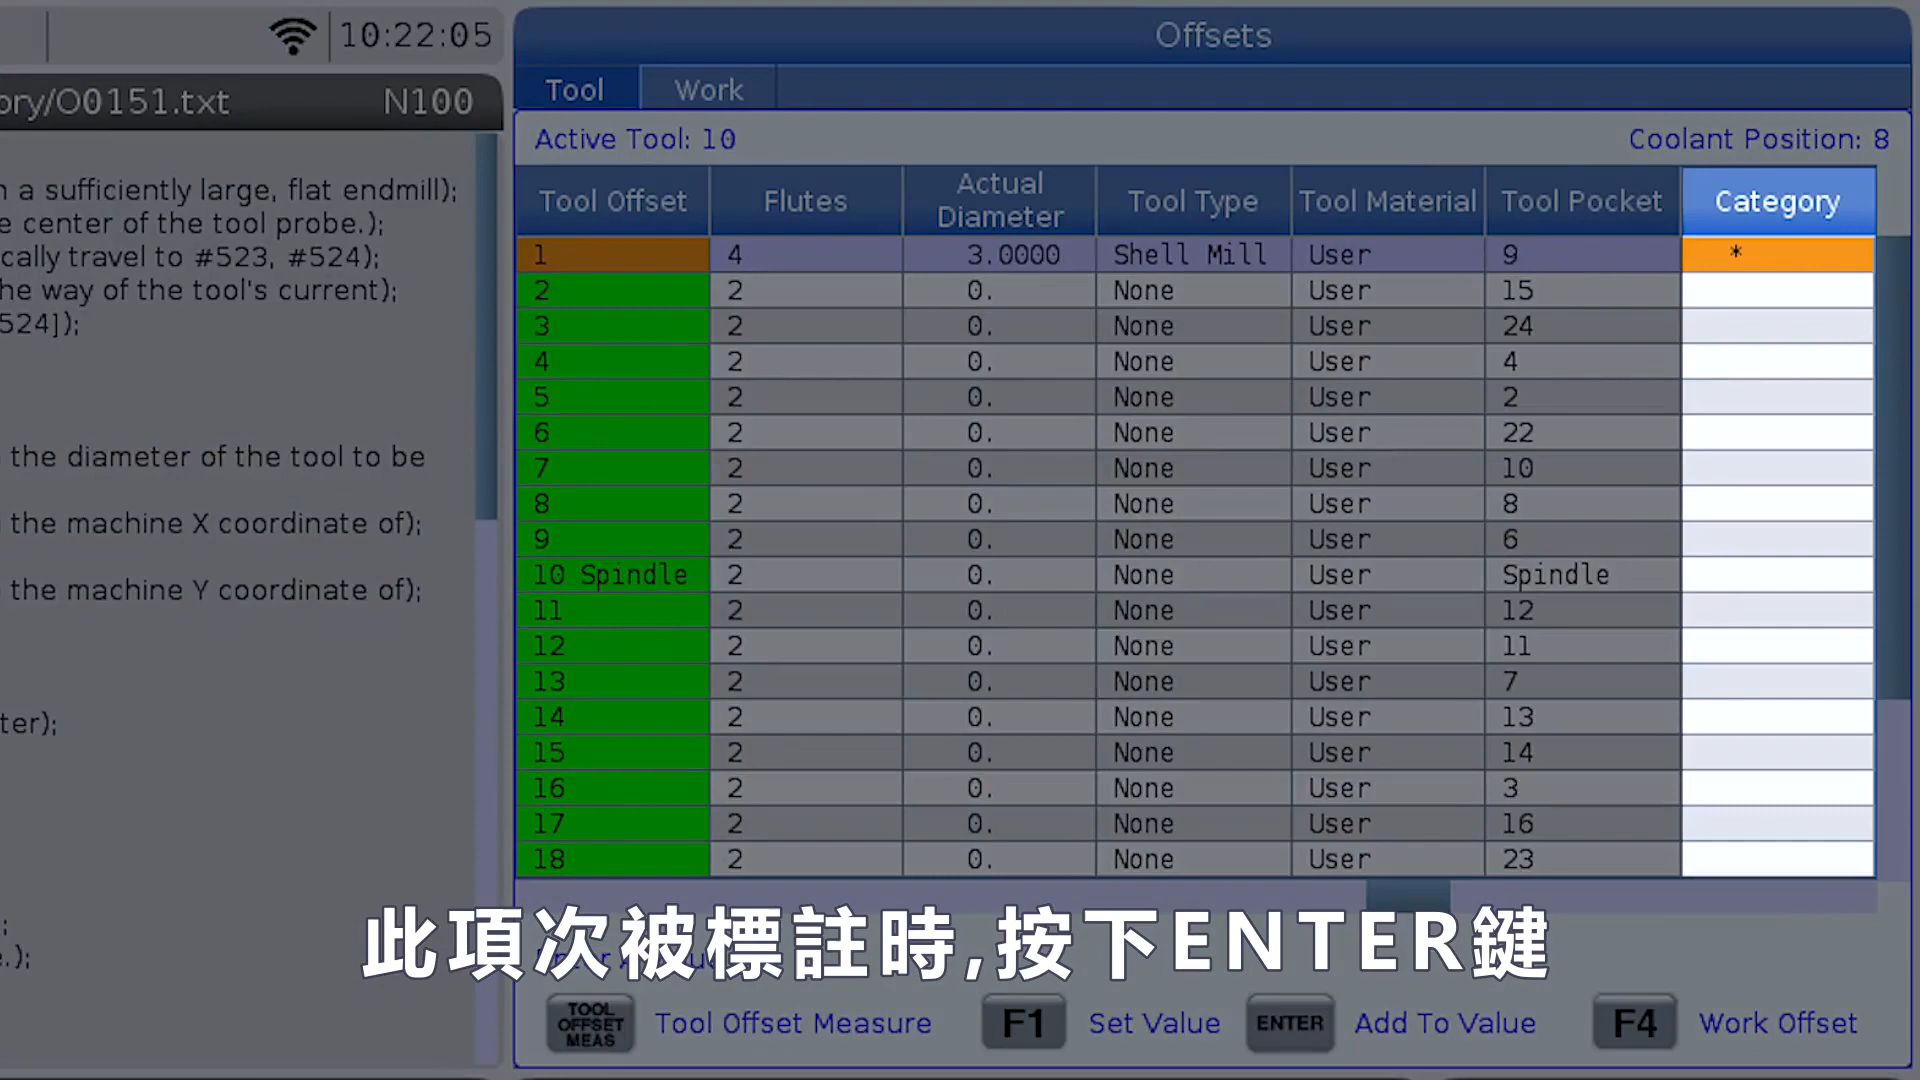 10:22:05
ory/O0151.txt N100
n a sufficiently large, flat endmill);
e center of the tool probe.);
cally travel to #523, #524);
he way of the tool's current);
524]);
the diameter of the tool to be
the machine X coordinate of);
the machine Y coordinate of);
ter);
;
.);
Offsets
Tool Work
Active Tool: 10 Coolant Position: 8
Tool Offset Flutes Actual Diameter Tool Type Tool Material Tool Pocket Category
1 4 3.0000 Shell Mill User 9 *
2 2 0. None User 15
3 2 0. None User 24
4 2 0. None User 4
5 2 0. None User 2
6 2 0. None User 22
7 2 0. None User 10
8 2 0. None User 8
9 2 0. None User 6
10 Spindle 2 0. None User Spindle
11 2 0. None User 12
12 2 0. None User 11
13 2 0. None User 7
14 2 0. None User 13
15 2 0. None User 14
16 2 0. None User 3
17 2 0. None User 16
18 2 0. None User 23
此項次被標註時,按下ENTER鍵
TOOL OFFSET MEAS Tool Offset Measure F1 Set Value ENTER Add To Value F4 Work Offset